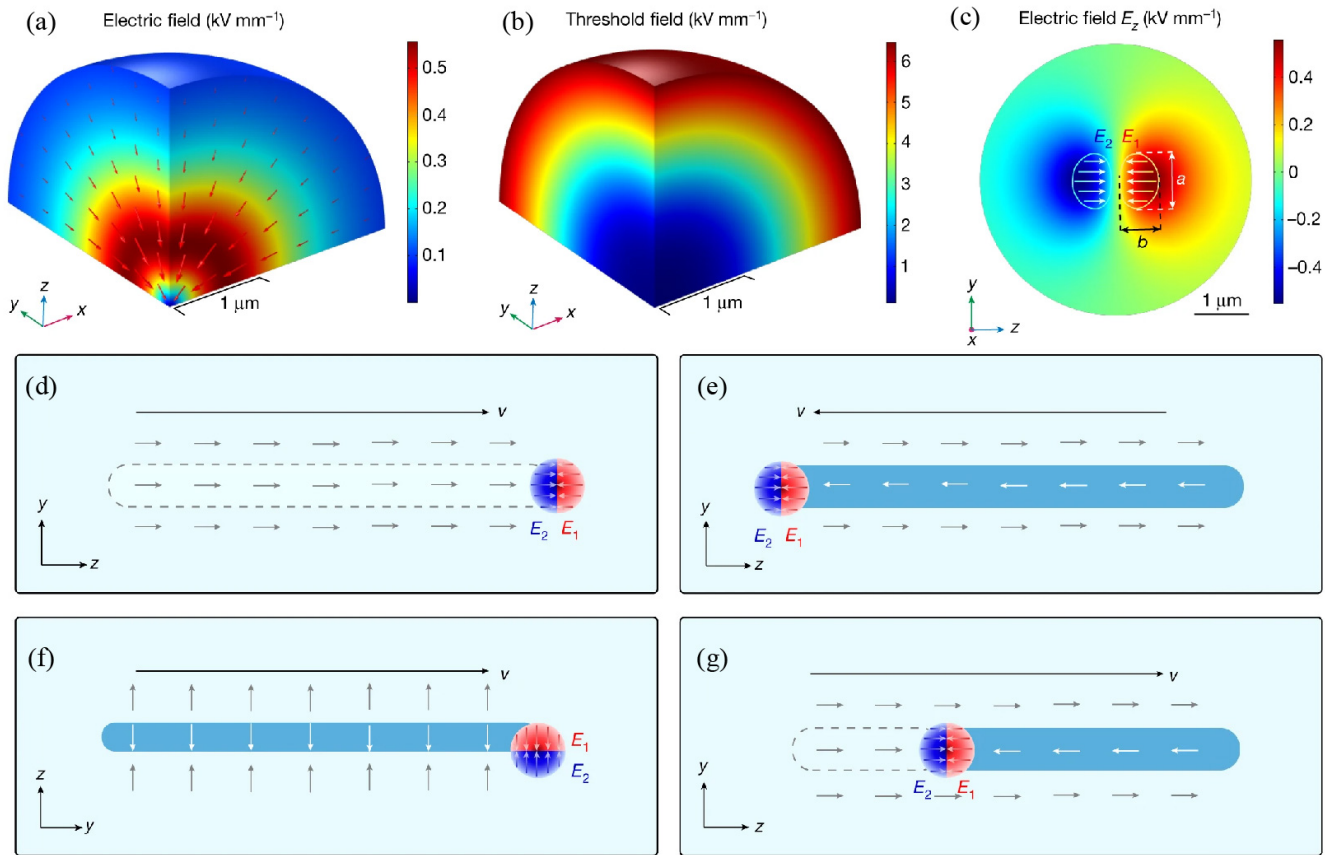 (a) Electric field (kV mm⁻¹)
0.5
0.4
0.3
0.2
0.1
1 μm
z
y
x
(b) Threshold field (kV mm⁻¹)
6
5
4
3
2
1
1 μm
z
y
x
(c) Electric field Ez (kV mm⁻¹)
E2 E1
a
b
0.4
0.2
0
−0.2
−0.4
y
x
z
1 μm
(d)
v
E2 E1
y
z
(e)
v
E2 E1
y
z
(f)
v
E1
E2
z
y
(g)
v
E2 E1
y
z